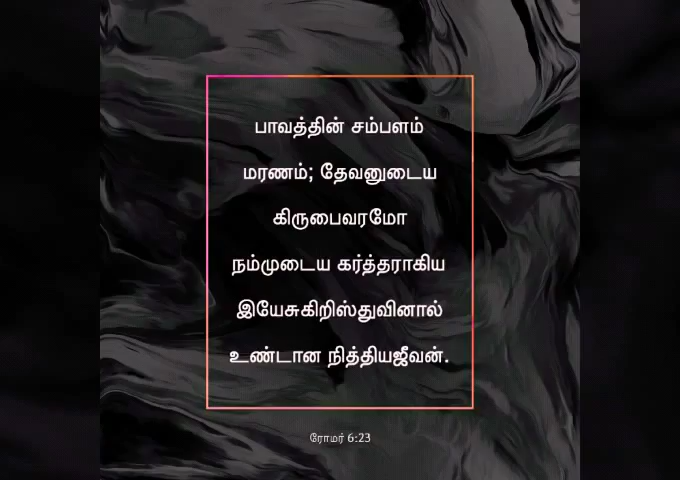 பாவத்தின் சம்பளம்
மரணம்; தேவனுடைய
கிருபைவரமோ
நம்முடைய கர்த்தராகிய
இயேசுகிறிஸ்துவினால்
உண்டான நித்தியஜீவன்.
ரோமர் 6:23